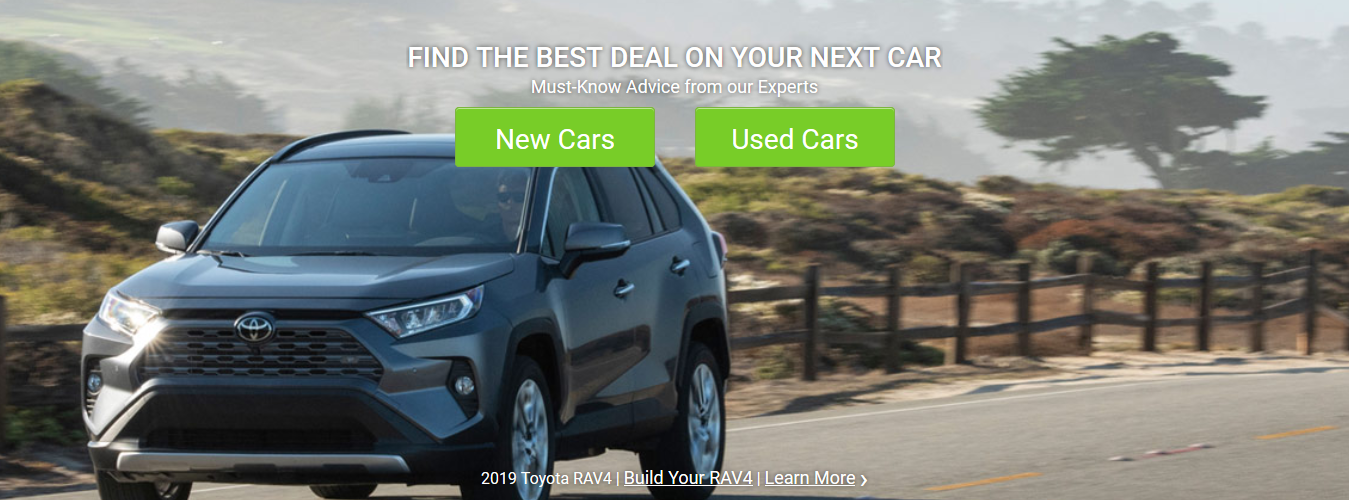 FIND THE BEST DEAL ON YOUR NEXT CAR
Must-Know Advice from our Experts
New Cars
Used Cars
2019 Toyota RAV4 | Build Your RAV4 | Learn More ›